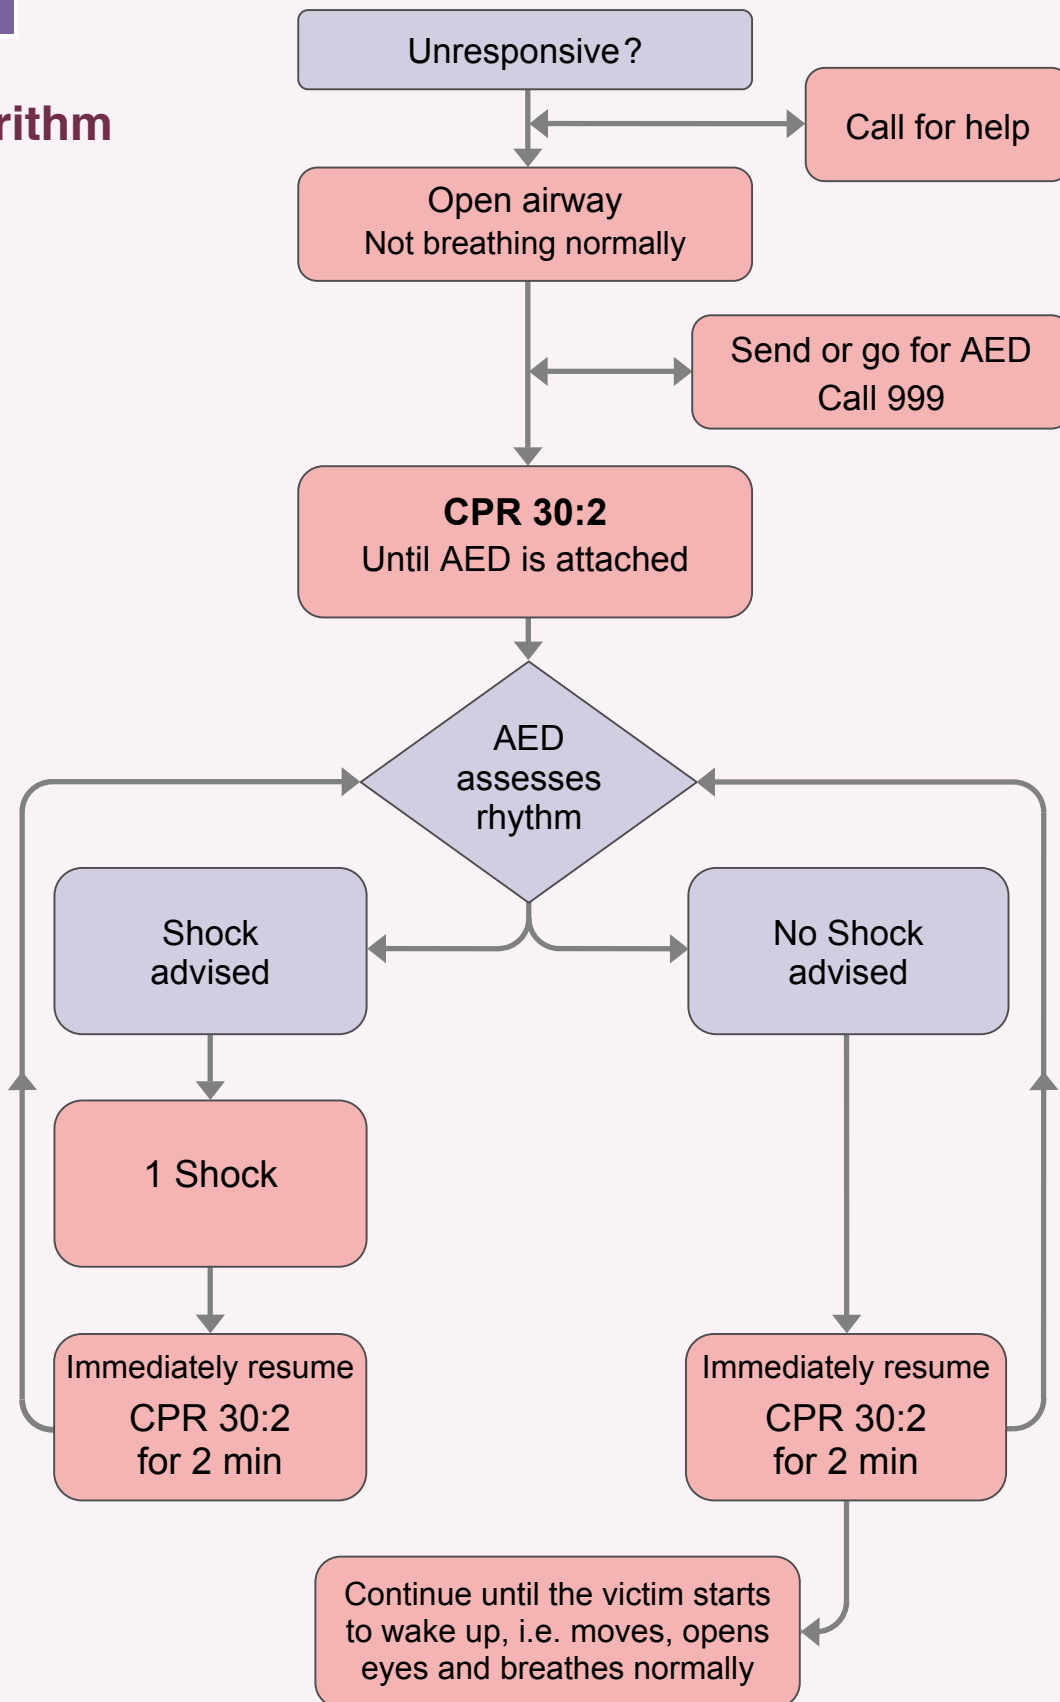 Unresponsive?
rithm
Call for help
Open airway
Not breathing normally
Send or go for AED
Call 999
CPR 30:2
Until AED is attached
AED
assesses
rhythm
Shock
advised
No Shock
advised
1 Shock
Immediately resume
CPR 30:2
for 2 min
Immediately resume
CPR 30:2
for 2 min
Continue until the victim starts
to wake up, i.e. moves, opens
eyes and breathes normally